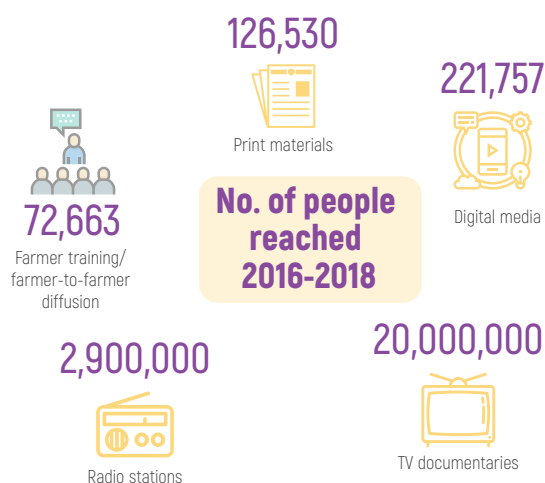 126,530
Print materials
221,757
Digital media
72,663
Farmer training/
farmer-to-farmer
diffusion
No. of people
reached
2016-2018
2,900,000
Radio stations
20,000,000
TV documentaries